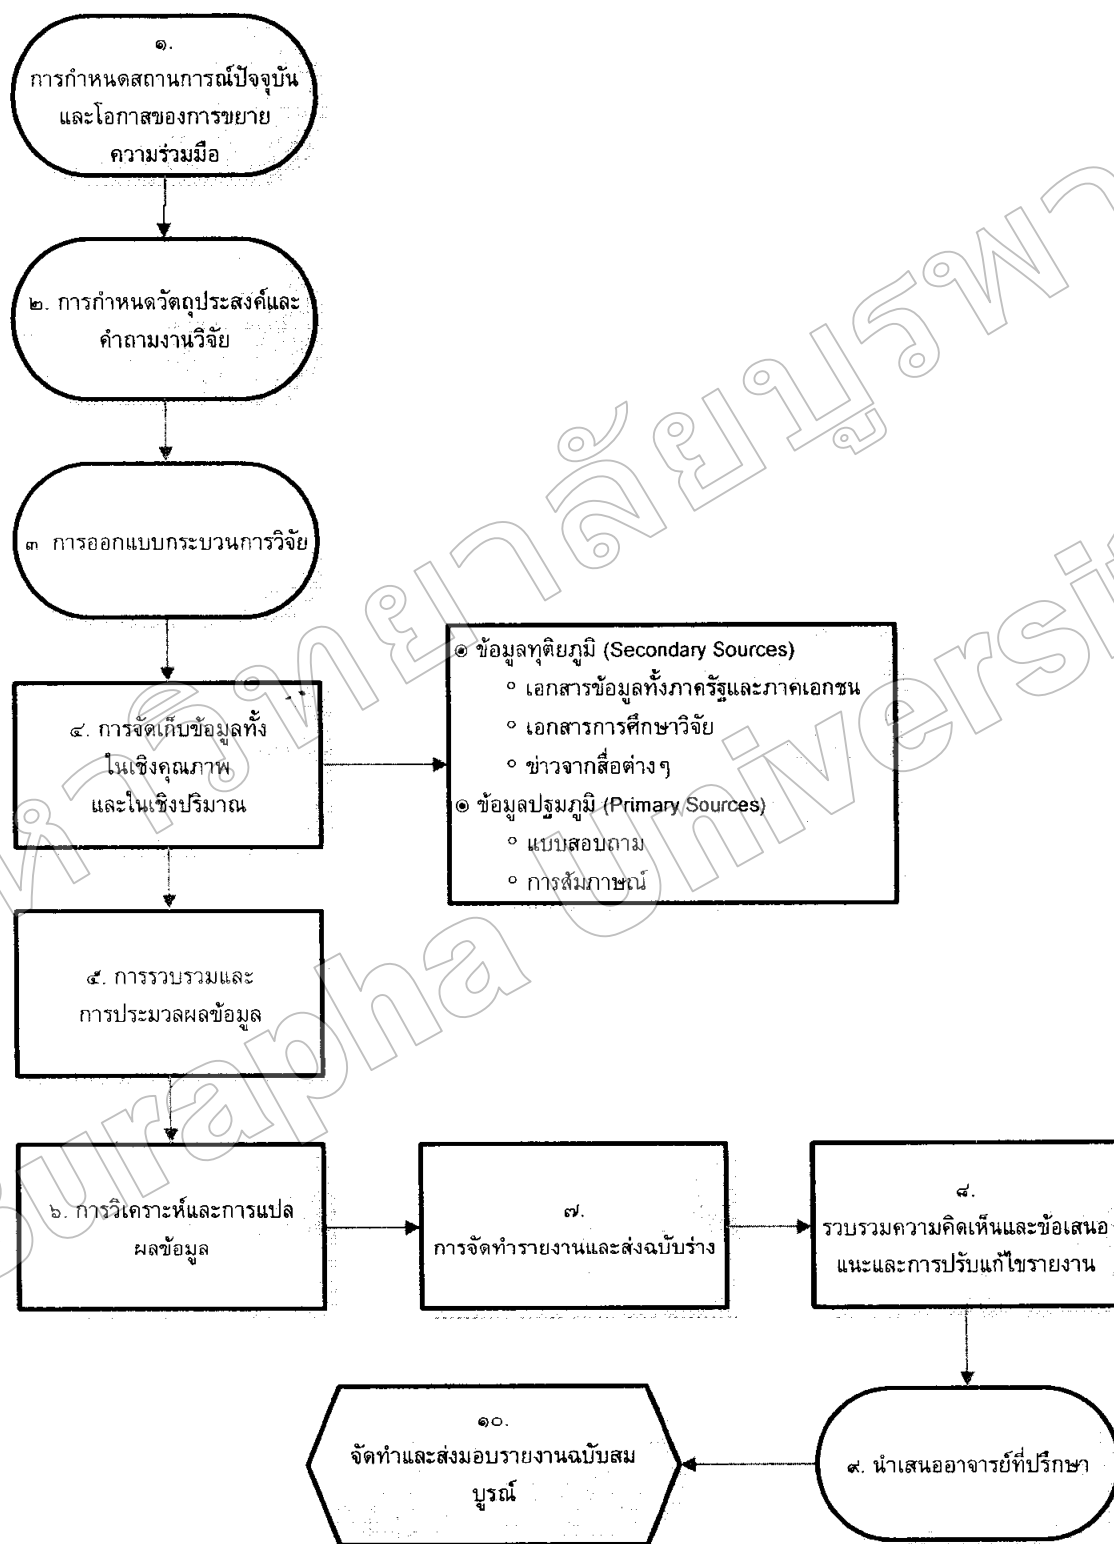 ๑.
การกำหนดสถานการณ์ปัจจุบัน
และโอกาสของการขยาย
ความร่วมมือ
๒. การกำหนดวัตถุประสงค์และ
คำถามงานวิจัย
๓ การออกแบบกระบวนการวิจัย
๔. การจัดเก็บข้อมูลทั้ง
ในเชิงคุณภาพ
และในเชิงปริมาณ
ข้อมูลทุติยภูมิ (Secondary Sources)
เอกสารข้อมูลทั้งภาครัฐและภาคเอกชน
เอกสารการศึกษาวิจัย
ข่าวจากสื่อต่างๆ
ข้อมูลปฐมภูมิ (Primary Sources)
แบบสอบถาม
การสัมภาษณ์
๕. การรวบรวมและ
การประมวลผลข้อมูล
๖. การวิเคราะห์และการแปล
ผลข้อมูล
๗.
การจัดทำรายงานและส่งฉบับร่าง
๘.
รวบรวมความคิดเห็นและข้อเสนอ
แนะและการปรับแก้ไขรายงาน
๙. นำเสนออาจารย์ที่ปรึกษา
๑๐.
จัดทำและส่งมอบรายงานฉบับสม
บูรณ์
Burapha Universit